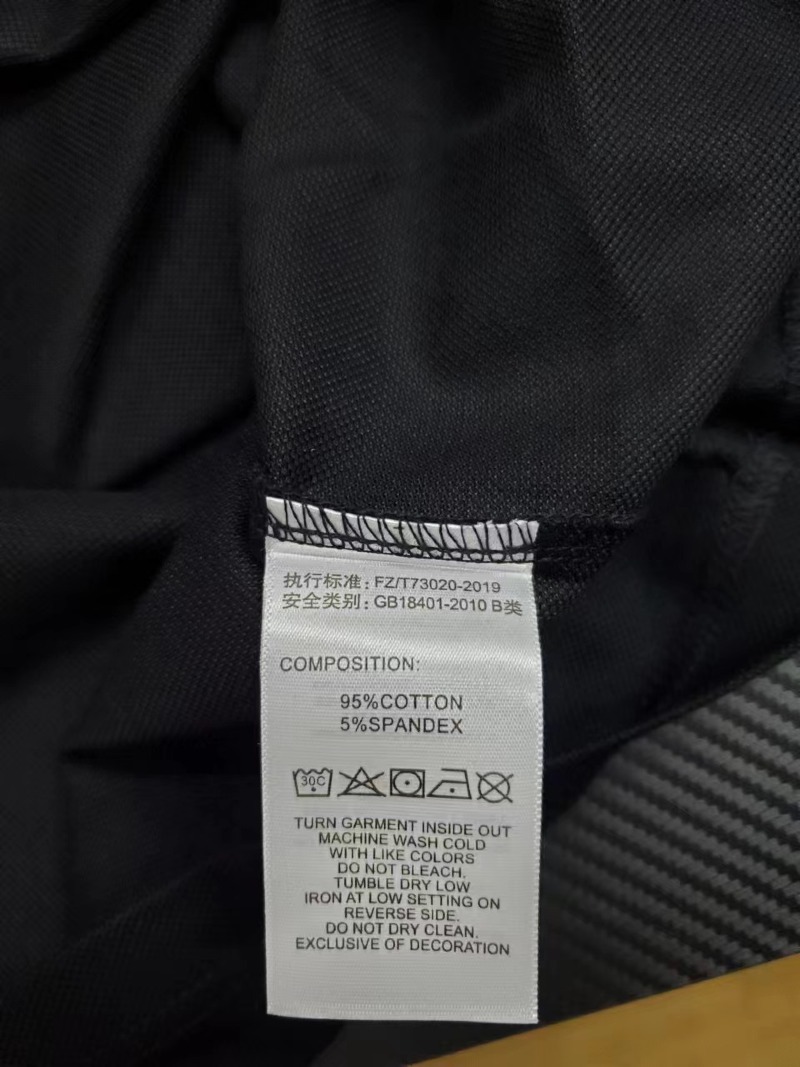 执行标准: FZ/T73020-2019
安全类别: GB18401-2010 B类
COMPOSITION:
95%COTTON
5%SPANDEX
30C
TURN GARMENT INSIDE OUT
MACHINE WASH COLD
WITH LIKE COLORS
DO NOT BLEACH.
TUMBLE DRY LOW
IRON AT LOW SETTING ON
REVERSE SIDE.
DO NOT DRY CLEAN.
EXCLUSIVE OF DECORATION